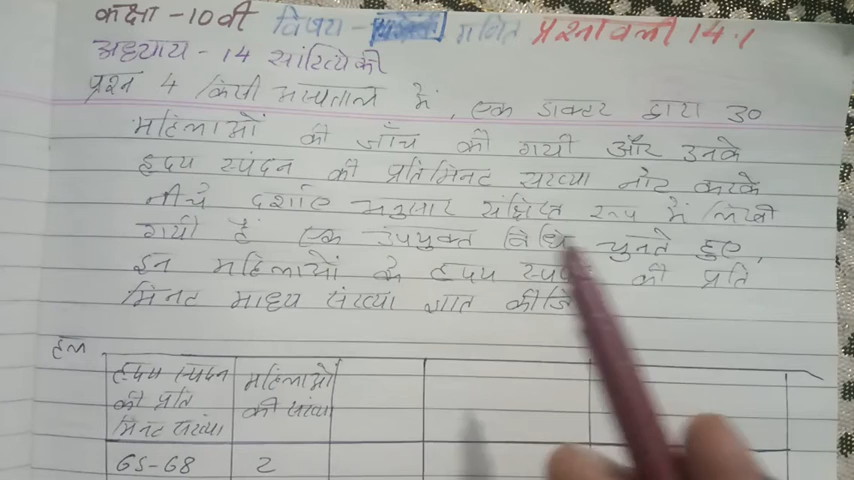 कक्षा -10वी विषय - गणित प्रश्नावली 14.1
अध्याय - 14 सांख्यिकी
प्रश्न 4 किसी अस्पताल में, एक डाक्टर द्वारा 30
महिलाओं की जाँच की गयी और उनके
हृदय स्पंदन की प्रतिमिनट संख्या नोट करके
नीचे दर्शाए अनुसार संक्षिप्त रूप में लिखी
गयी है एक उपयुक्त विधि चुनते हुए,
इन महिलाओं के हृदय की प्रति
मिनट माध्य संख्या ज्ञात
हल
हृदय स्पंदन महिलाओं
की प्रति की संख्या
मिनट संख्या
65-68 2